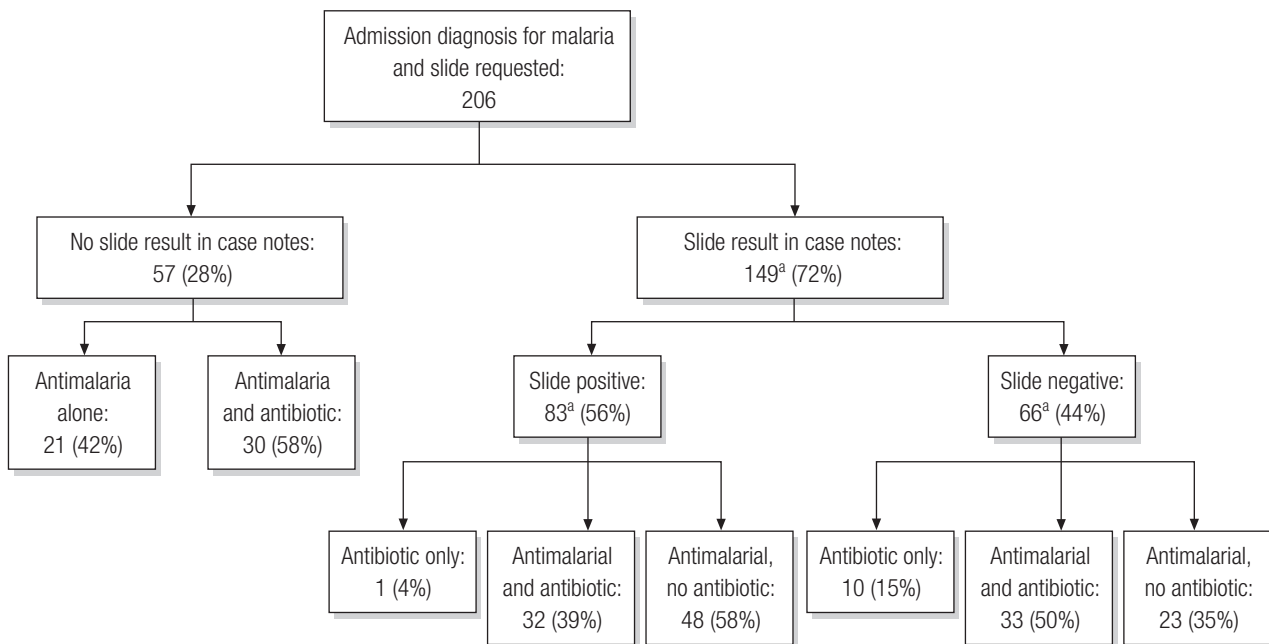 Admission diagnosis for malaria
and slide requested:
206
No slide result in case notes:
57 (28%)
Slide result in case notes:
149ᵃ (72%)
Antimalaria
alone:
21 (42%)
Antimalaria
and antibiotic:
30 (58%)
Slide positive:
83ᵃ (56%)
Slide negative:
66ᵃ (44%)
Antibiotic only:
1 (4%)
Antimalarial
and antibiotic:
32 (39%)
Antimalarial,
no antibiotic:
48 (58%)
Antibiotic only:
10 (15%)
Antimalarial
and antibiotic:
33 (50%)
Antimalarial,
no antibiotic:
23 (35%)